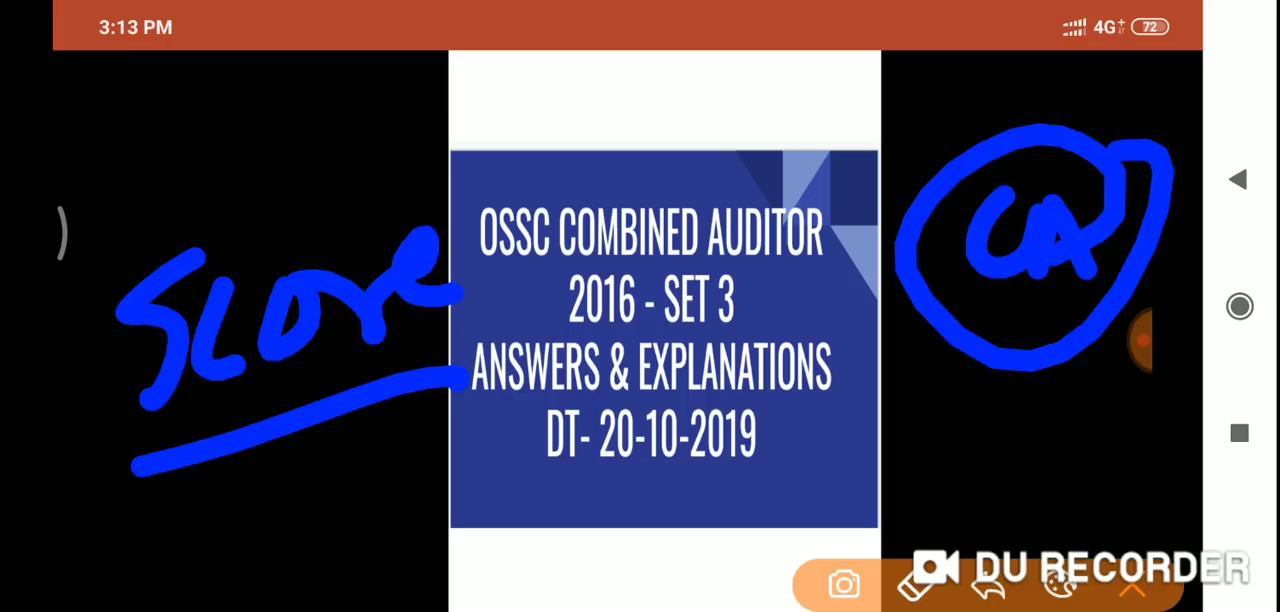 3:13 PM
4G+
72
score
OSSC COMBINED AUDITOR
2016 - SET 3
ANSWERS & EXPLANATIONS
DT- 20-10-2019
CA
DU RECORDER